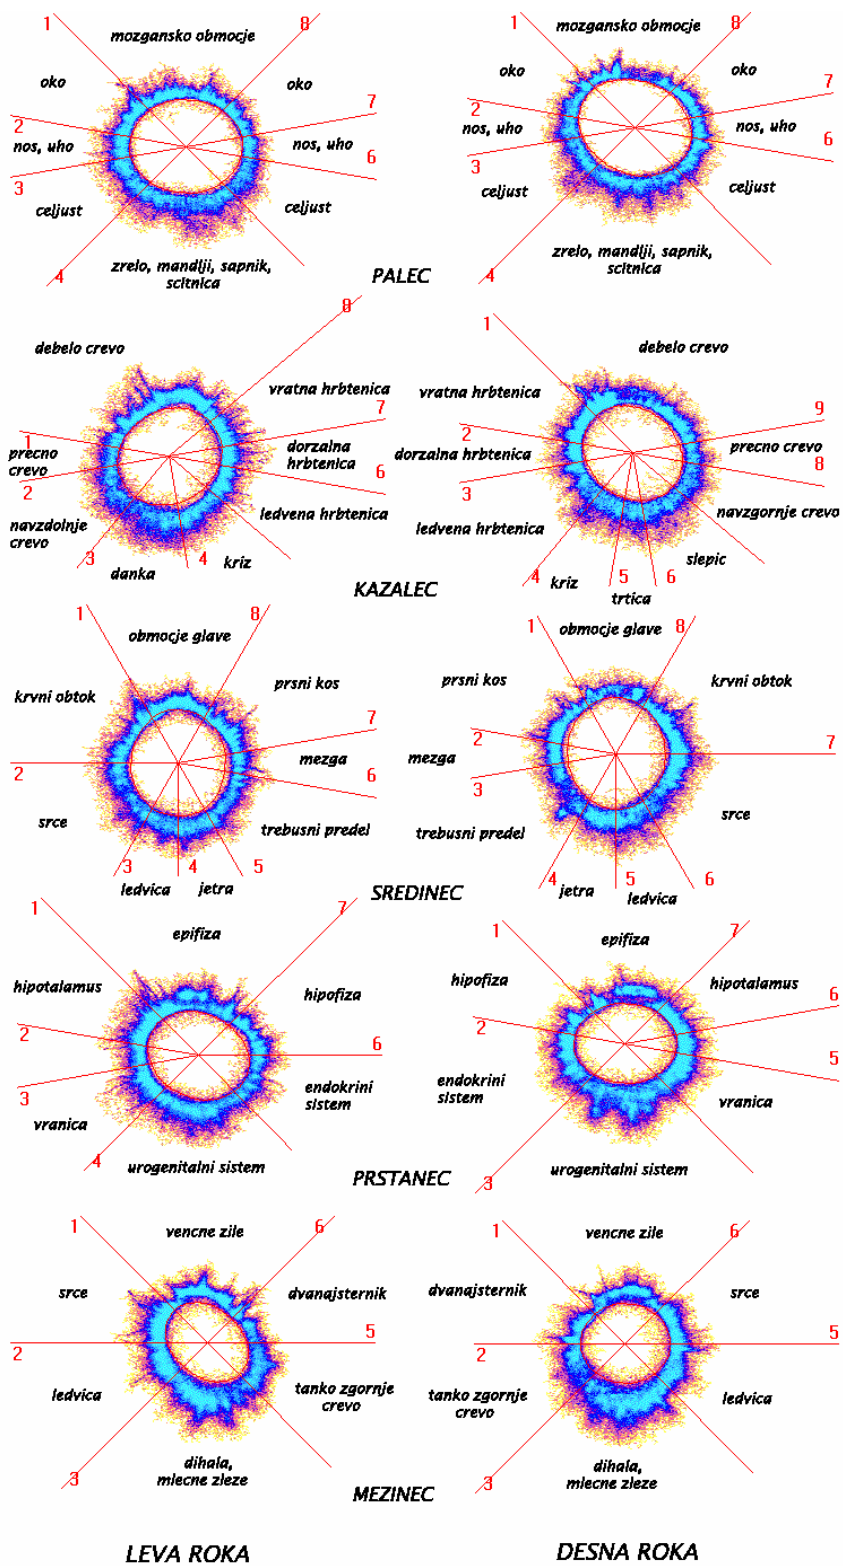 1
8
mozgansko obmocje
oko
oko
2
7
nos, uho
nos, uho
3
6
celjust
celjust
4
zrelo, mandlji, sapnik,
scitnica
1
8
mozgansko obmocje
oko
oko
2
7
nos, uho
nos, uho
3
6
celjust
celjust
4
zrelo, mandlji, sapnik,
scitnica
PALEC
8
debelo crevo
vratna hrbtenica
7
1
precno
crevo
dorzalna
hrbtenica
2
6
navzdolnje
crevo
ledvena hrbtenica
3
danka
4
kriz
1
debelo crevo
vratna hrbtenica
2
9
dorzalna
hrbtenica
precno crevo
3
8
ledvena hrbtenica
navzgornje crevo
slepic
4
kriz
5
trtica
6
KAZALEC
1
8
obmocje glave
krvni obtok
prsni kos
7
2
mezga
6
srce
trebusni predel
3
ledvica
4
jetra
5
1
8
obmocje glave
prsni kos
krvni obtok
2
7
mezga
3
trebusni predel
srce
4
jetra
5
ledvica
6
SREDINEC
1
7
epifiza
hipotalamus
hipofiza
2
6
3
endokrini
sistem
vranica
4
urogenitalni sistem
1
7
epifiza
hipofiza
hipotalamus
2
6
5
endokrini
sistem
vranica
3
urogenitalni sistem
PRSTANEC
1
6
vencne zile
srce
dvanajsternik
2
5
ledvica
tanko zgornje
crevo
3
dihala,
mlecne zleze
1
6
vencne zile
dvanajsternik
srce
2
5
tanko zgornje
crevo
ledvica
3
dihala,
mlecne zleze
MEZINEC
LEVA ROKA
DESNA ROKA